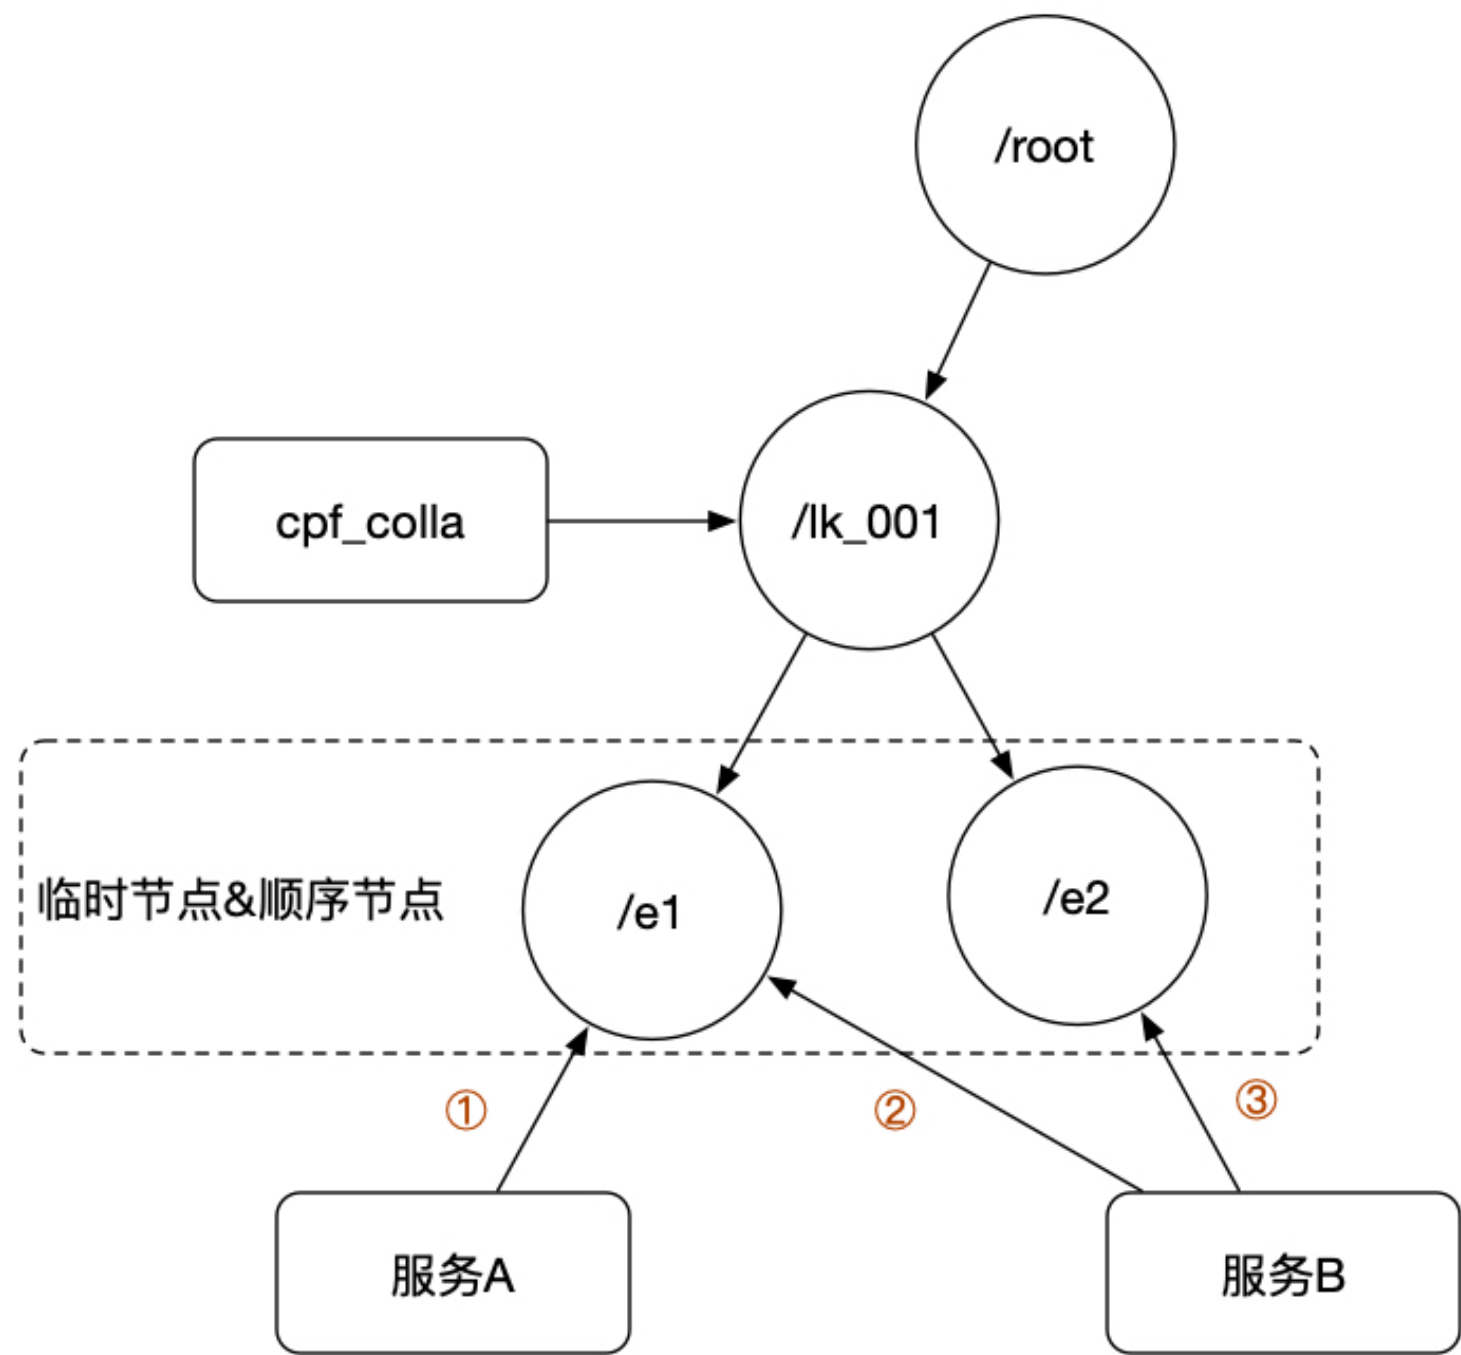 /root
cpf_colla
/lk_001
临时节点&顺序节点
/e1
/e2
①
②
③
服务A
服务B